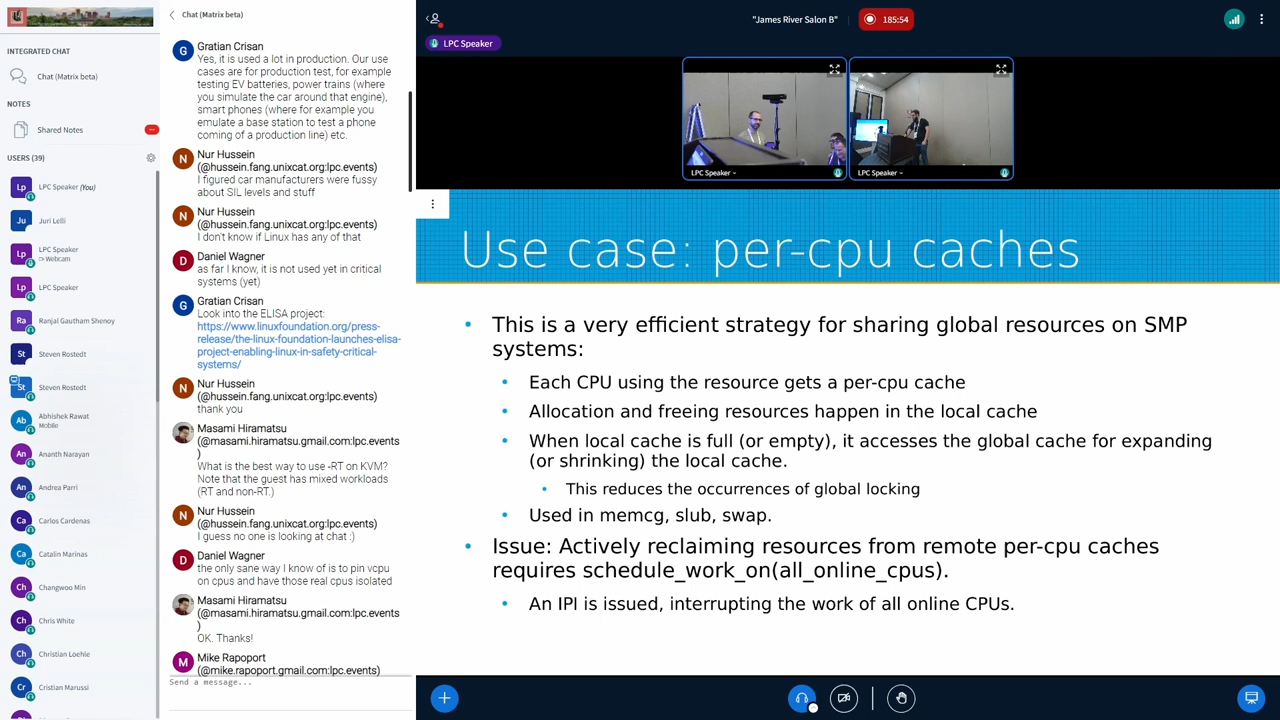 INTEGRATED CHAT
Chat (Matrix beta)
NOTES
Shared Notes
USERS (39)
Lp
LPC Speaker (You)
Ju
Juri Lelli
Lp
LPC Speaker
Webcam
Lp
LPC Speaker
Ra
Ranjal Gautham Shenoy
St
Steven Rostedt
St
Steven Rostedt
Ab
Abhishek Rawat
Mobile
An
Ananth Narayan
An
Andrea Parri
Ca
Carlos Cardenas
Ca
Catalin Marinas
Ch
Changwoo Min
Ch
Chris White
Ch
Christian Loehle
Cr
Cristian Marussi
Chat (Matrix beta)
G
Gratian Crisan
Yes, it is used a lot in production. Our use
cases are for production test, for example
testing EV batteries, power trains (where
you simulate the car around that engine),
smart phones (where for example you
emulate a base station to test a phone
coming of a production line) etc.
N
Nur Hussein
(@hussein.fang.unixcat.org:lpc.events)
I figured car manufacturers were fussy
about SIL levels and stuff
N
Nur Hussein
(@hussein.fang.unixcat.org:lpc.events)
I don't know if Linux has any of that
D
Daniel Wagner
as far I know, it is not used yet in critical
systems (yet)
G
Gratian Crisan
Look into the ELISA project:
https://www.linuxfoundation.org/press-
release/the-linux-foundation-launches-elisa-
project-enabling-linux-in-safety-critical-
systems/
N
Nur Hussein
(@hussein.fang.unixcat.org:lpc.events)
thank you
Masami Hiramatsu
(@masami.hiramatsu.gmail.com:lpc.events
)
What is the best way to use -RT on KVM?
Note that the guest has mixed workloads
(RT and non-RT.)
N
Nur Hussein
(@hussein.fang.unixcat.org:lpc.events)
I guess no one is looking at chat :)
D
Daniel Wagner
the only sane way I know of is to pin vcpu
on cpus and have those real cpus isolated
Masami Hiramatsu
(@masami.hiramatsu.gmail.com:lpc.events
)
OK. Thanks!
M
Mike Rapoport
(@mike.rapoport.gmail.com:lpc.events)
Send a message...
"James River Salon B"
185:54
LPC Speaker
LPC Speaker
LPC Speaker
Use case: per-cpu caches
• This is a very efficient strategy for sharing global resources on SMP
systems:
• Each CPU using the resource gets a per-cpu cache
• Allocation and freeing resources happen in the local cache
• When local cache is full (or empty), it accesses the global cache for expanding
(or shrinking) the local cache.
• This reduces the occurrences of global locking
• Used in memcg, slub, swap.
• Issue: Actively reclaiming resources from remote per-cpu caches
requires schedule_work_on(all_online_cpus).
• An IPI is issued, interrupting the work of all online CPUs.